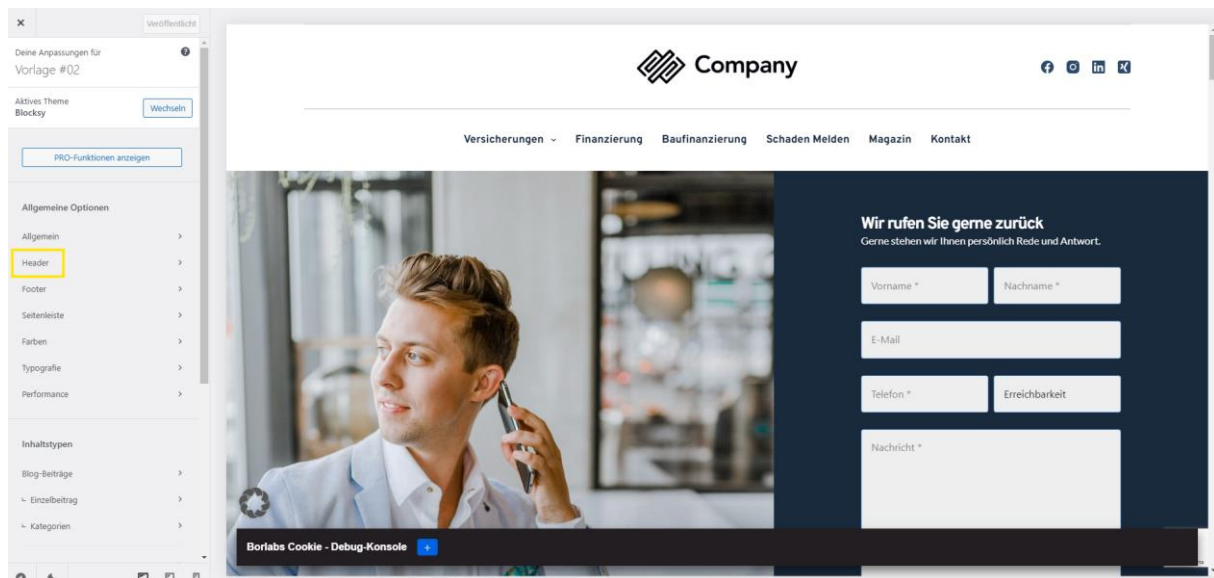 Veröffentlicht
Deine Anpassungen für
Vorlage #02
Aktives Theme
Blocksy
Wechseln
PRO-Funktionen anzeigen
Allgemeine Optionen
Allgemein
Header
Footer
Seitenleiste
Farben
Typografie
Performance
Inhaltstypen
Blog-Beiträge
Einzelbeitrag
Kategorien
Company
Versicherungen Finanzierung Baufinanzierung Schaden Melden Magazin Kontakt
Wir rufen Sie gerne zurück
Gerne stehen wir Ihnen persönlich Rede und Antwort.
Vorname * Nachname *
E-Mail
Telefon * Erreichbarkeit
Nachricht *
Borlabs Cookie - Debug-Konsole +